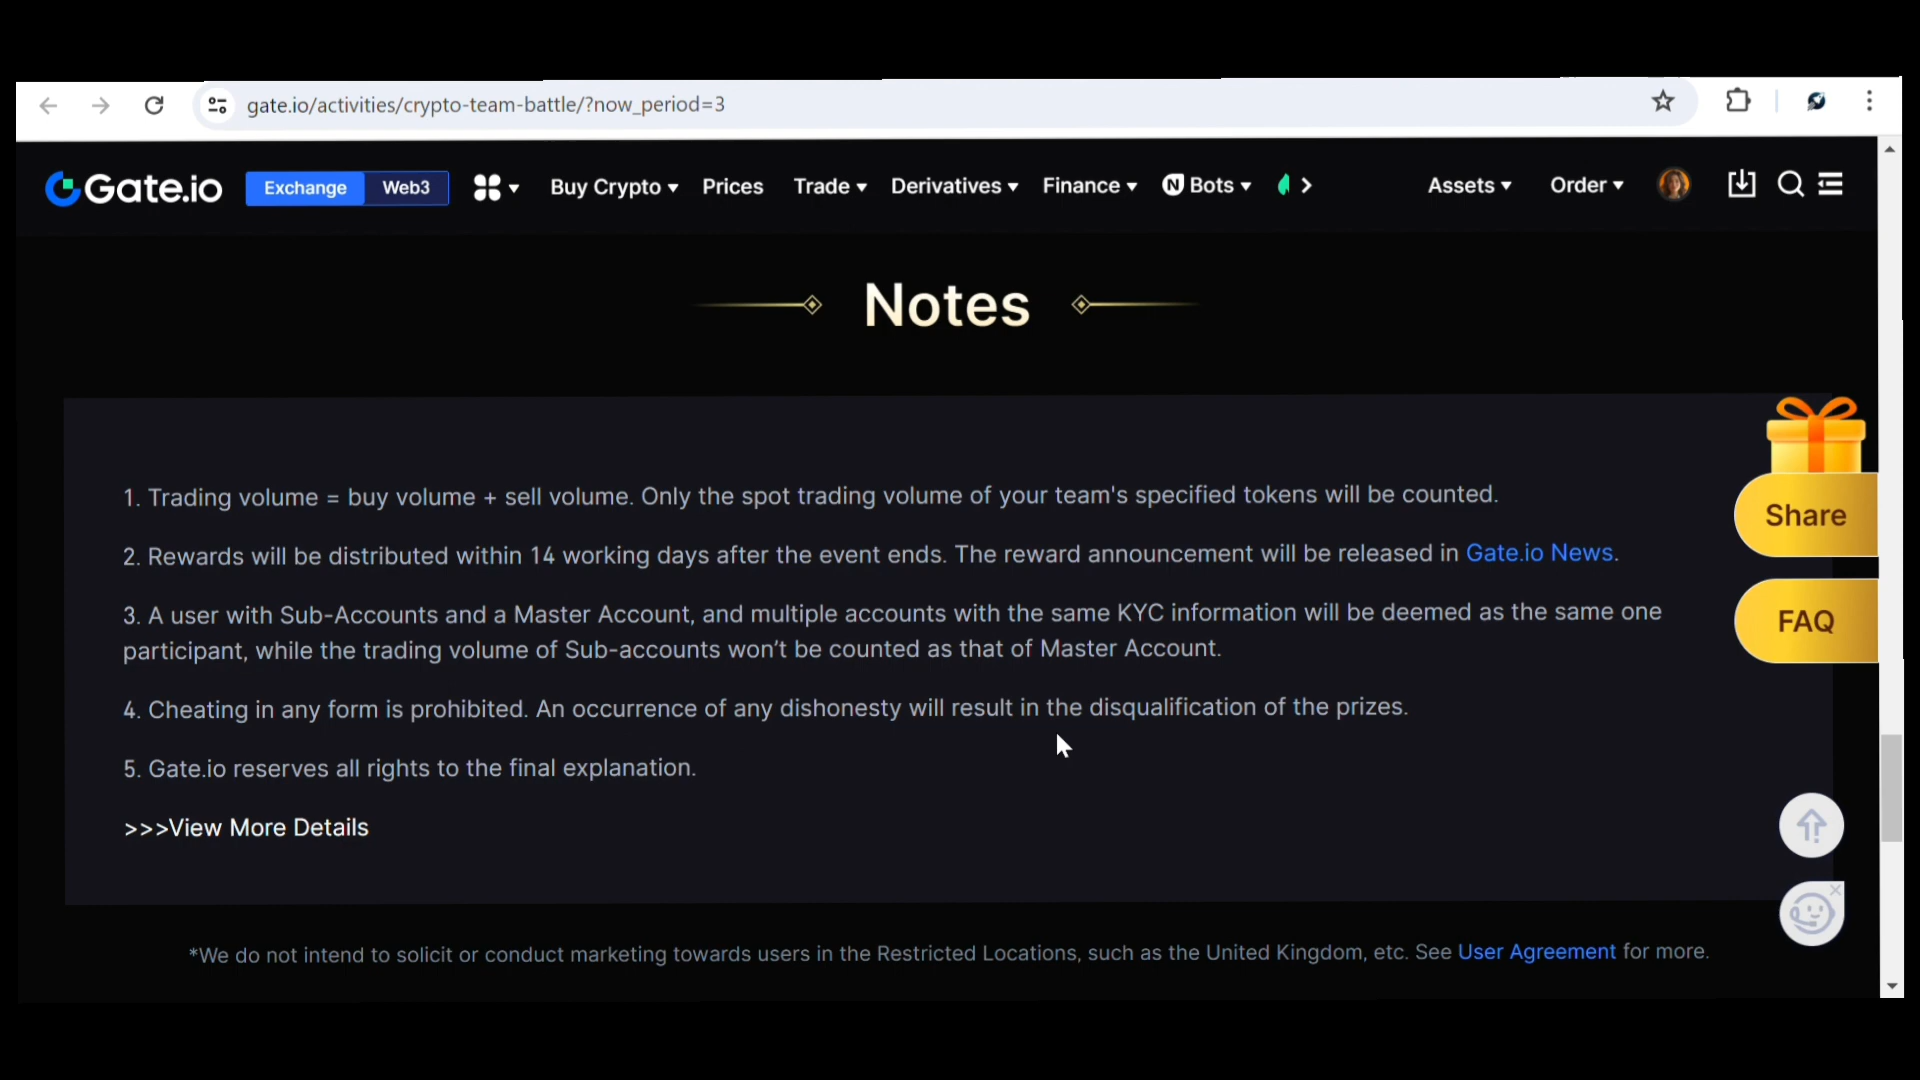 gate.io/activities/crypto-team-battle/?now_period=3
Gate.io Exchange Web3 Buy Crypto Prices Trade Derivatives Finance Bots Assets Order
Notes
1. Trading volume = buy volume + sell volume. Only the spot trading volume of your team's specified tokens will be counted.
Share
2. Rewards will be distributed within 14 working days after the event ends. The reward announcement will be released in Gate.io News.
3. A user with Sub-Accounts and a Master Account, and multiple accounts with the same KYC information will be deemed as the same one
participant, while the trading volume of Sub-accounts won’t be counted as that of Master Account.
FAQ
4. Cheating in any form is prohibited. An occurrence of any dishonesty will result in the disqualification of the prizes.
5. Gate.io reserves all rights to the final explanation.
>>>View More Details
*We do not intend to solicit or conduct marketing towards users in the Restricted Locations, such as the United Kingdom, etc. See User Agreement for more.